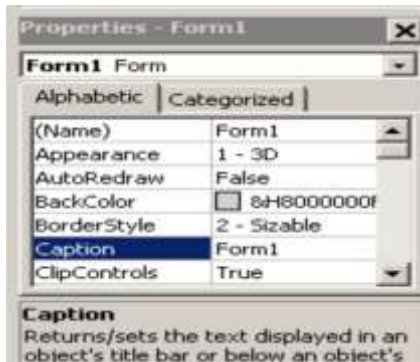 Properties - Form1
Form1 Form
Alphabetic Categorized
(Name) Form1
Appearance 1 - 3D
AutoRedraw False
BackColor &H8000000F
BorderStyle 2 - Sizable
Caption Form1
ClipControls True
Caption
Returns/sets the text displayed in an
object's title bar or below an object's